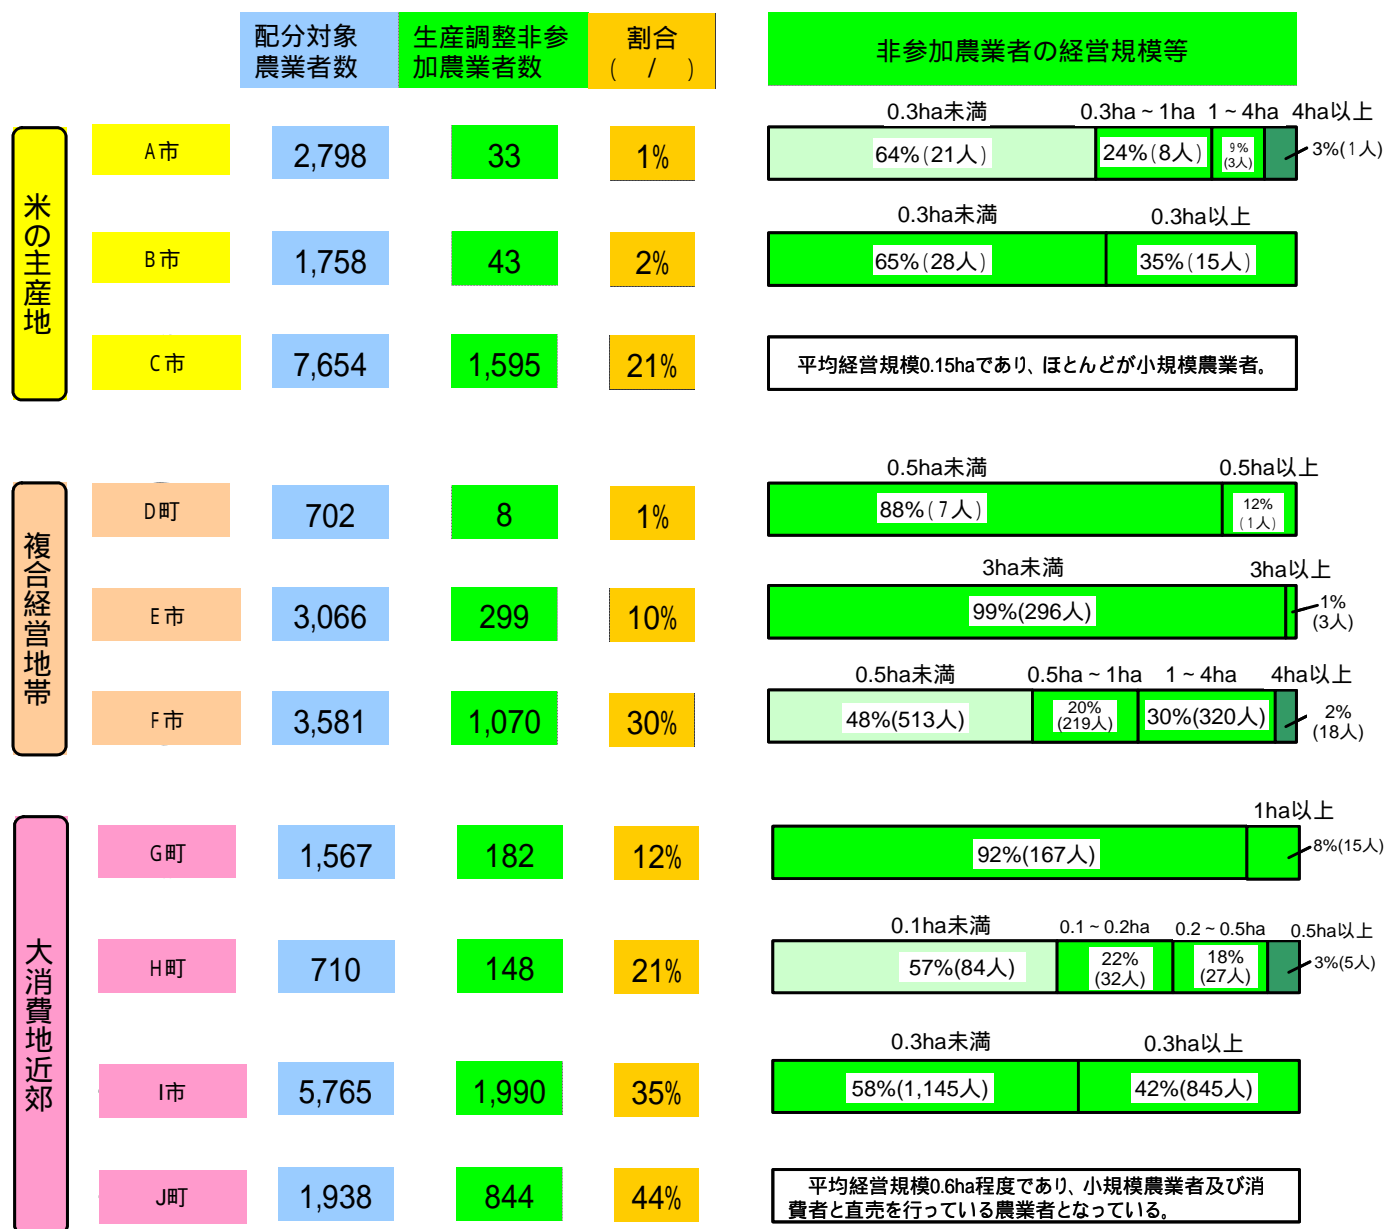 配分対象
農業者数
生産調整非参
加農業者数
割合
( / )
非参加農業者の経営規模等
米の主産地
0.3ha未満 0.3ha~1ha 1~4ha 4ha以上
A市 2,798 33 1% 64%(21人) 24%(8人) 9%
(3人)
3%(1人)
0.3ha未満 0.3ha以上
B市 1,758 43 2% 65%(28人) 35%(15人)
C市 7,654 1,595 21% 平均経営規模0.15haであり、ほとんどが小規模農業者。
複合経営地帯
0.5ha未満 0.5ha以上
D町 702 8 1% 88%(7人) 12%
(1人)
3ha未満 3ha以上
E市 3,066 299 10% 99%(296人) 1%
(3人)
0.5ha未満 0.5ha~1ha 1~4ha 4ha以上
F市 3,581 1,070 30% 48%(513人) 20%
(219人)
30%(320人)
2%
(18人)
大消費地近郊
1ha以上
G町 1,567 182 12% 92%(167人) 8%(15人)
0.1ha未満 0.1~0.2ha 0.2~0.5ha 0.5ha以上
H町 710 148 21% 57%(84人) 22%
(32人)
18%
(27人)
3%(5人)
0.3ha未満 0.3ha以上
I市 5,765 1,990 35% 58%(1,145人) 42%(845人)
J町 1,938 844 44% 平均経営規模0.6ha程度であり、小規模農業者及び消
費者と直売を行っている農業者となっている。